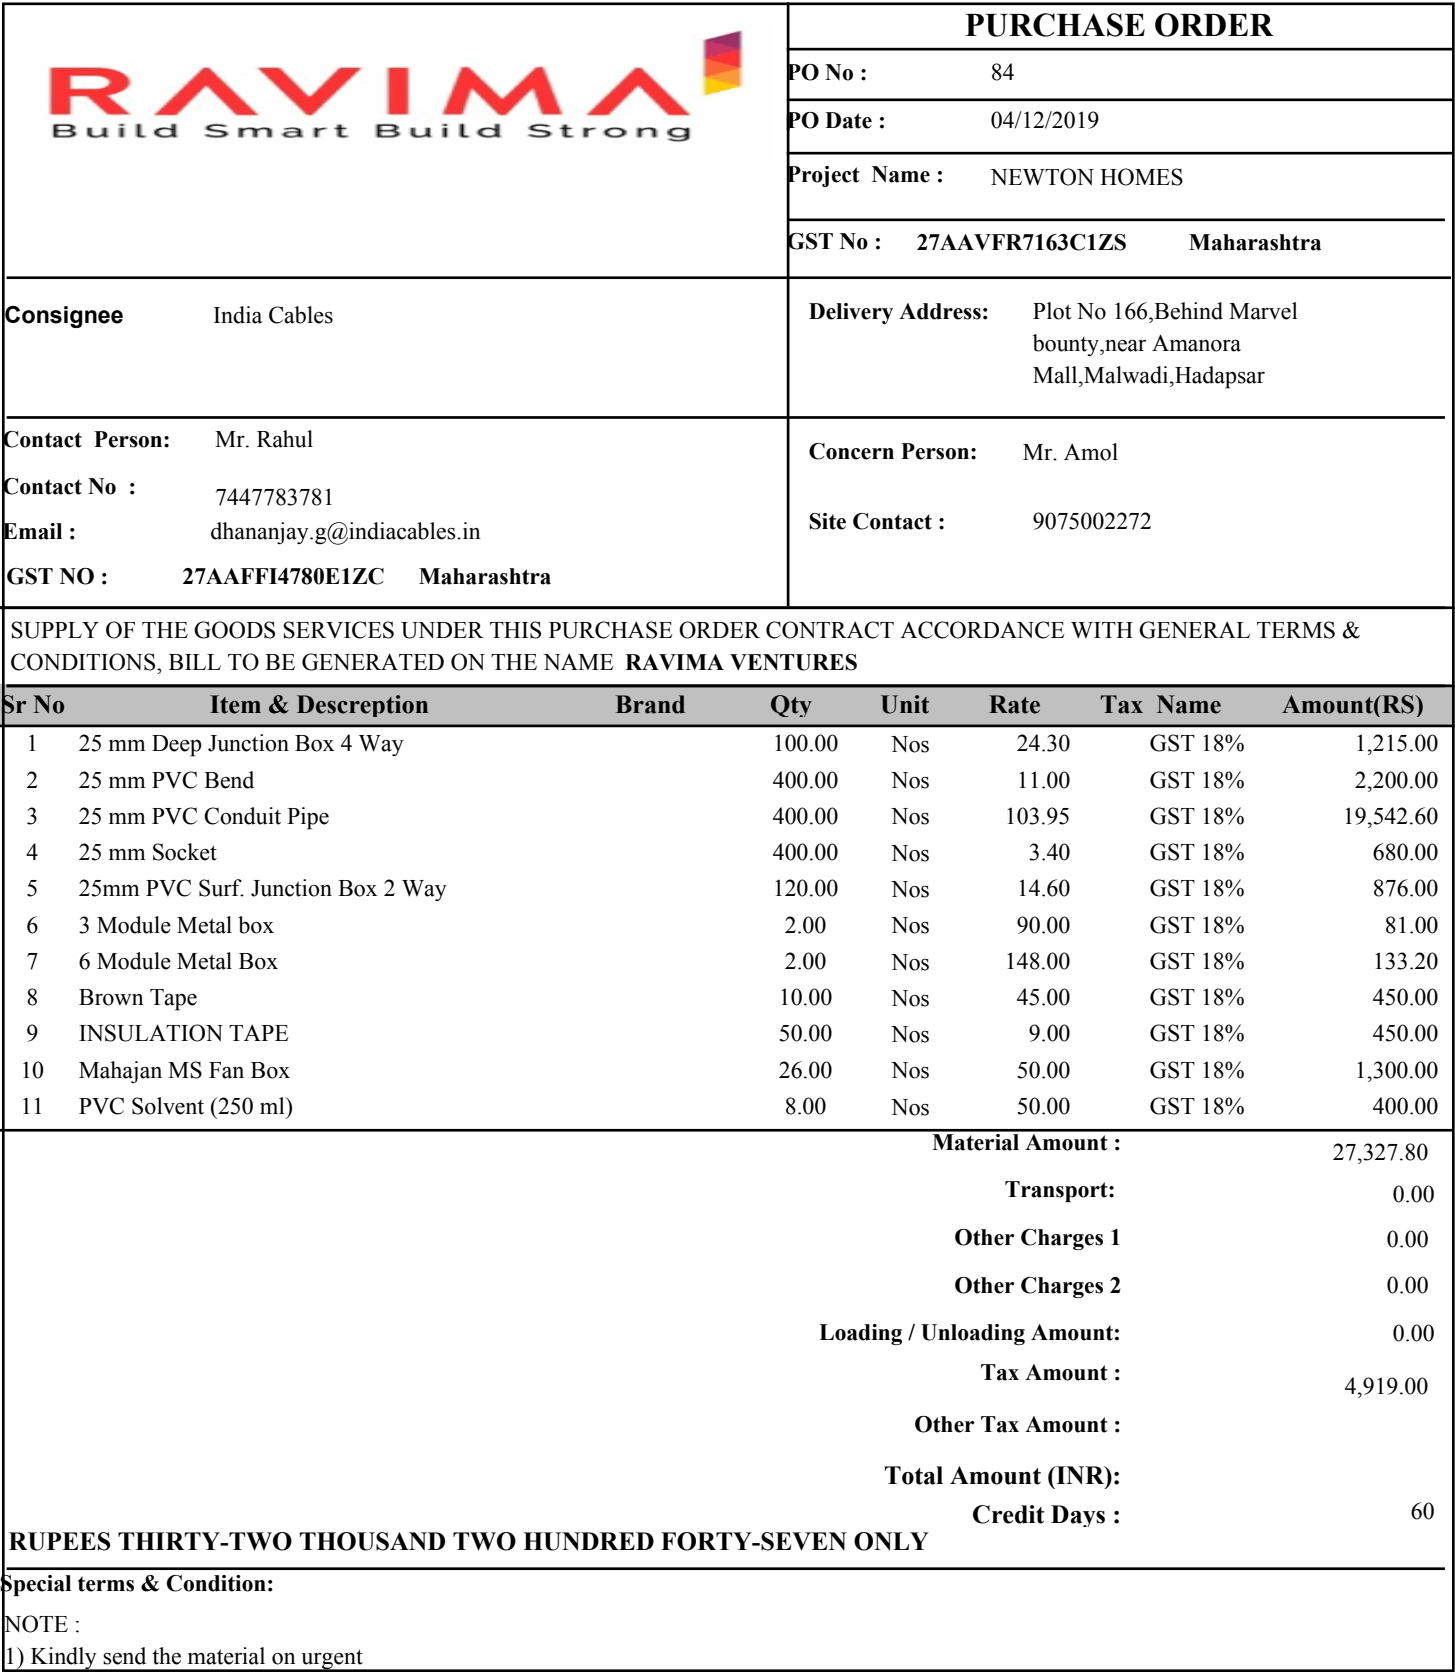 RAVIMA
Build Smart Build Strong
PURCHASE ORDER
PO No : 84
PO Date : 04/12/2019
Project Name : NEWTON HOMES
GST No : 27AAVFR7163C1ZS Maharashtra
Consignee India Cables
Delivery Address: Plot No 166,Behind Marvel
bounty,near Amanora
Mall,Malwadi,Hadapsar
Contact Person: Mr. Rahul
Contact No : 7447783781
Email : dhananjay.g@indiacables.in
GST NO : 27AAFFI4780E1ZC Maharashtra
Concern Person: Mr. Amol
Site Contact : 9075002272
SUPPLY OF THE GOODS SERVICES UNDER THIS PURCHASE ORDER CONTRACT ACCORDANCE WITH GENERAL TERMS &
CONDITIONS, BILL TO BE GENERATED ON THE NAME RAVIMA VENTURES
Sr No Item & Descreption Brand Qty Unit Rate Tax Name Amount(RS)
1 25 mm Deep Junction Box 4 Way 100.00 Nos 24.30 GST 18% 1,215.00
2 25 mm PVC Bend 400.00 Nos 11.00 GST 18% 2,200.00
3 25 mm PVC Conduit Pipe 400.00 Nos 103.95 GST 18% 19,542.60
4 25 mm Socket 400.00 Nos 3.40 GST 18% 680.00
5 25mm PVC Surf. Junction Box 2 Way 120.00 Nos 14.60 GST 18% 876.00
6 3 Module Metal box 2.00 Nos 90.00 GST 18% 81.00
7 6 Module Metal Box 2.00 Nos 148.00 GST 18% 133.20
8 Brown Tape 10.00 Nos 45.00 GST 18% 450.00
9 INSULATION TAPE 50.00 Nos 9.00 GST 18% 450.00
10 Mahajan MS Fan Box 26.00 Nos 50.00 GST 18% 1,300.00
11 PVC Solvent (250 ml) 8.00 Nos 50.00 GST 18% 400.00
Material Amount : 27,327.80
Transport: 0.00
Other Charges 1 0.00
Other Charges 2 0.00
Loading / Unloading Amount: 0.00
Tax Amount : 4,919.00
Other Tax Amount :
Total Amount (INR):
Credit Days : 60
RUPEES THIRTY-TWO THOUSAND TWO HUNDRED FORTY-SEVEN ONLY
Special terms & Condition:
NOTE :
1) Kindly send the material on urgent